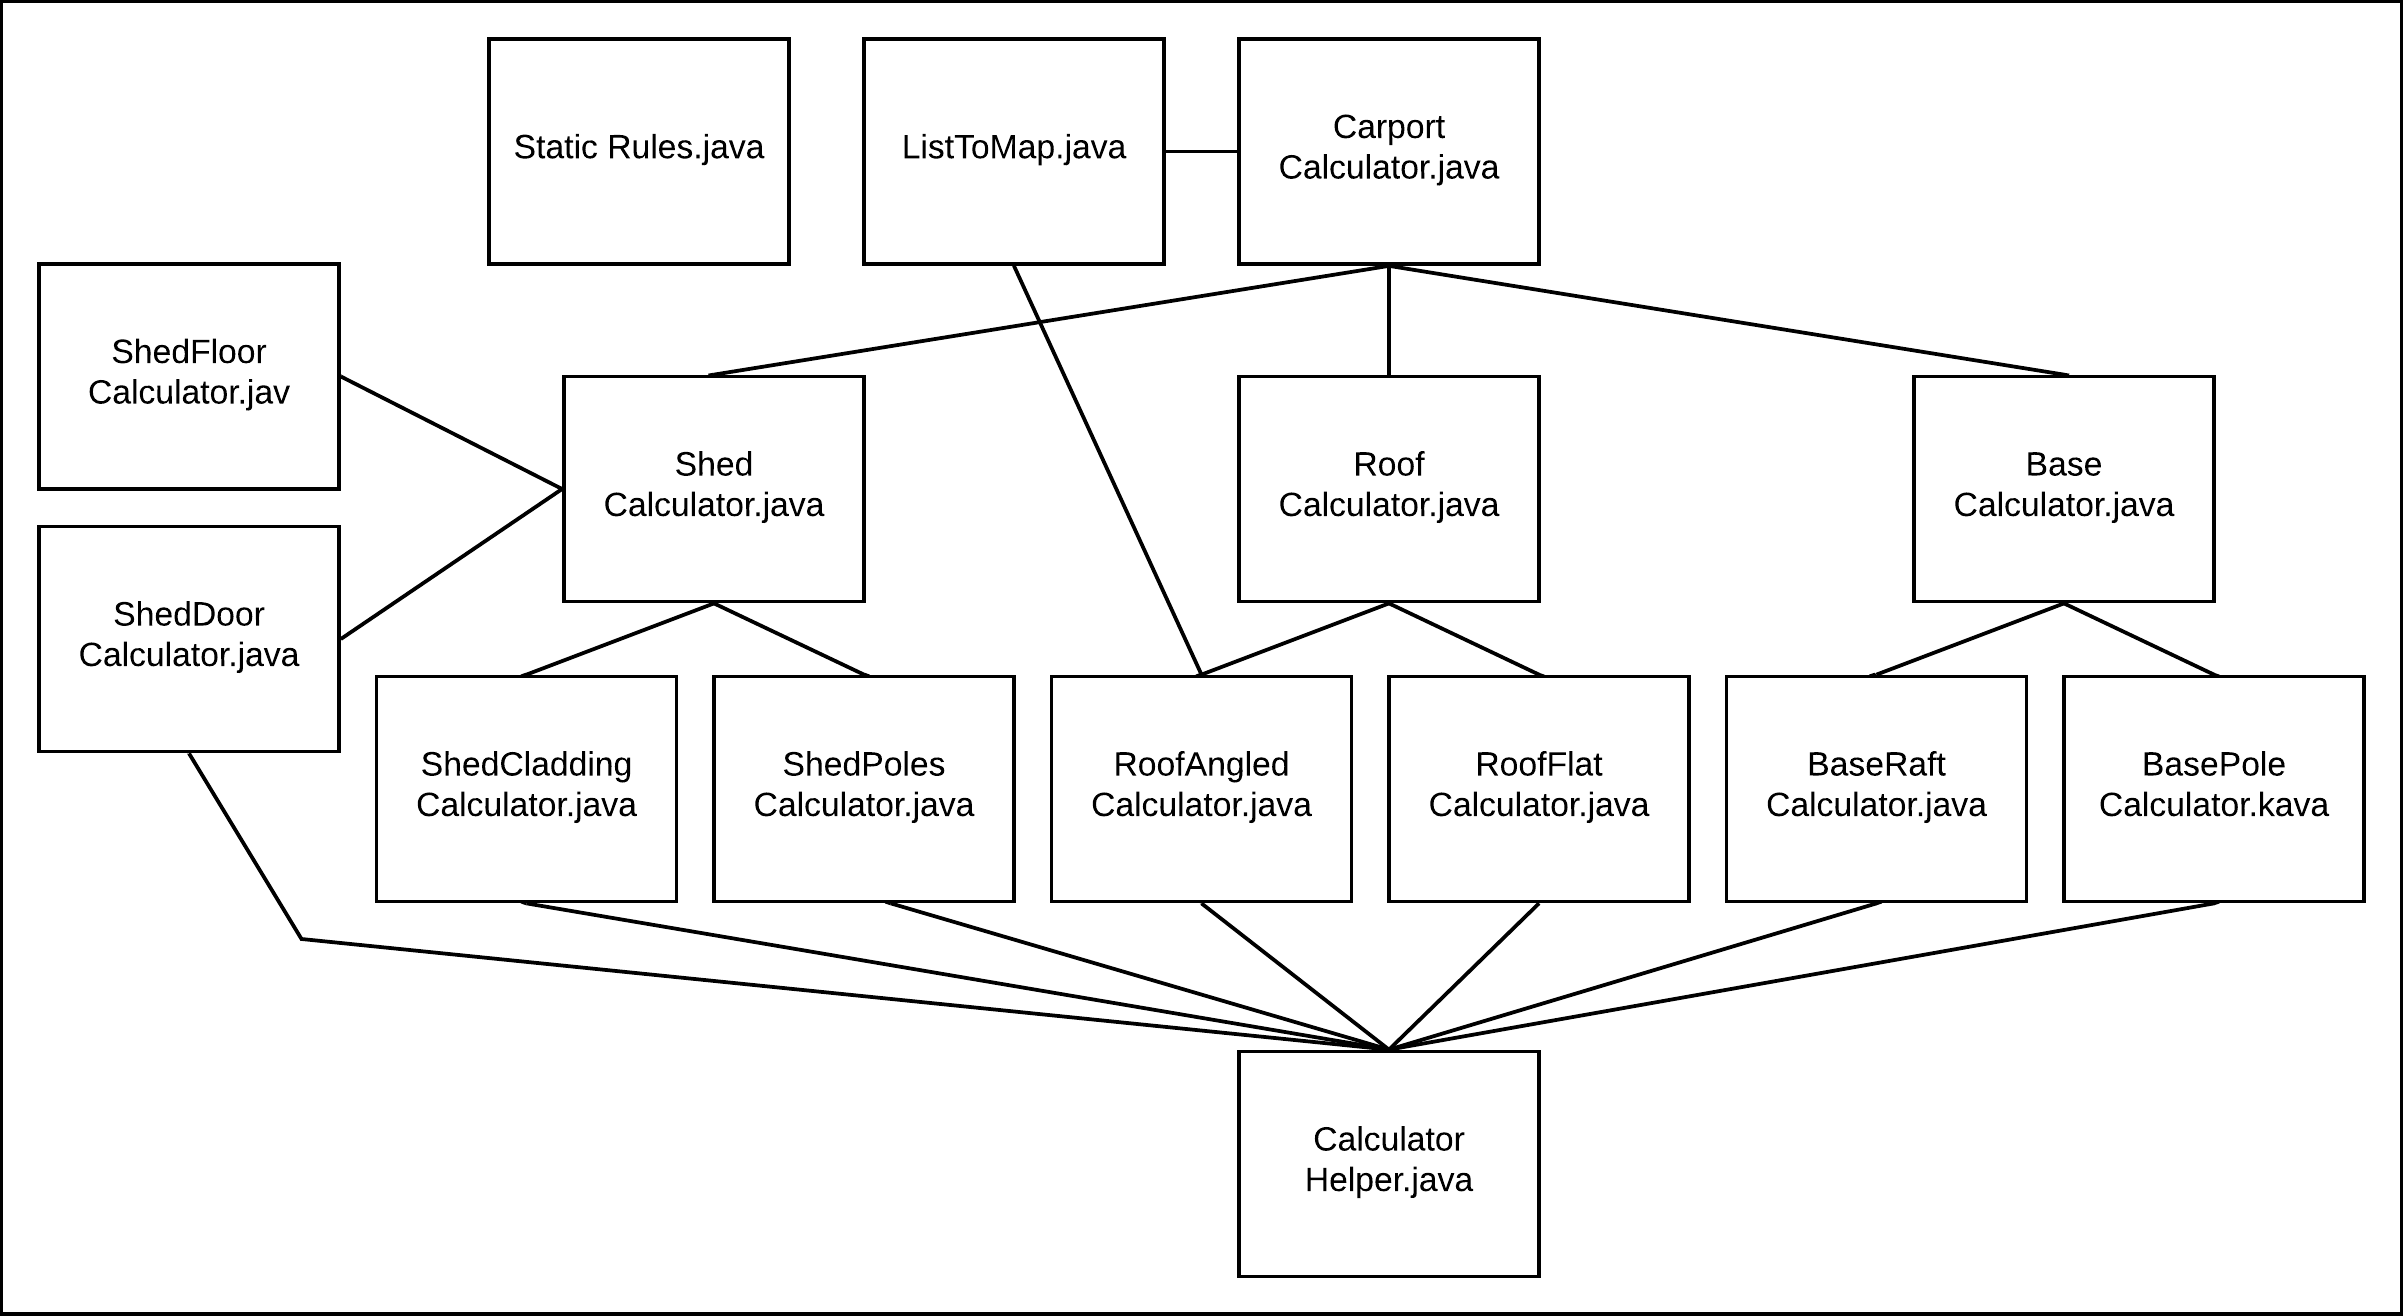 Static Rules.java
ListToMap.java
Carport
Calculator.java
ShedFloor
Calculator.jav
Shed
Calculator.java
Roof
Calculator.java
Base
Calculator.java
ShedDoor
Calculator.java
ShedCladding
Calculator.java
ShedPoles
Calculator.java
RoofAngled
Calculator.java
RoofFlat
Calculator.java
BaseRaft
Calculator.java
BasePole
Calculator.kava
Calculator
Helper.java